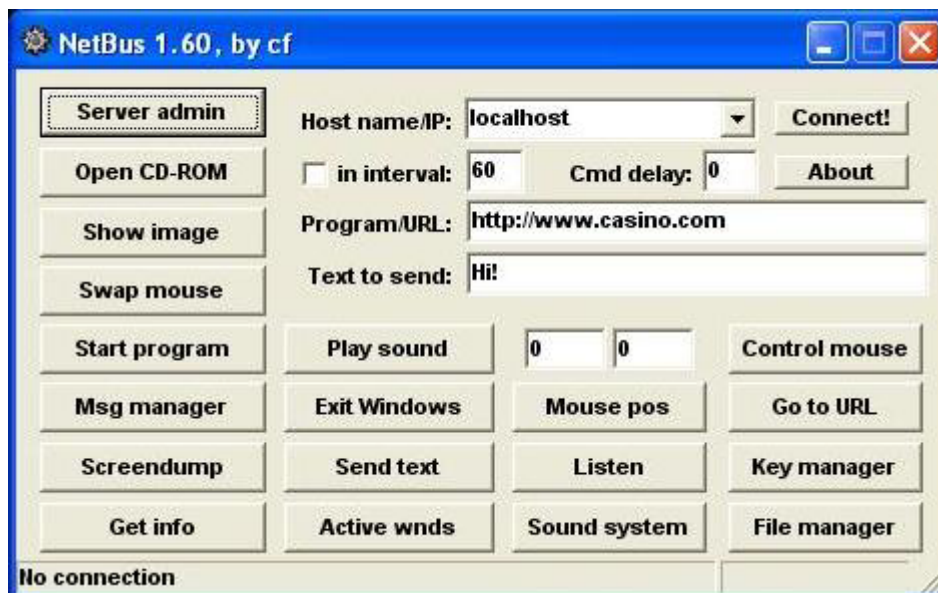 NetBus 1.60, by cf
Server admin Host name/IP: localhost Connect!
Open CD-ROM in interval: 60 Cmd delay: 0 About
Show image Program/URL: http://www.casino.com
Swap mouse Text to send: Hi!
Start program Play sound 0 0 Control mouse
Msg manager Exit Windows Mouse pos Go to URL
Screendump Send text Listen Key manager
Get info Active wnds Sound system File manager
No connection